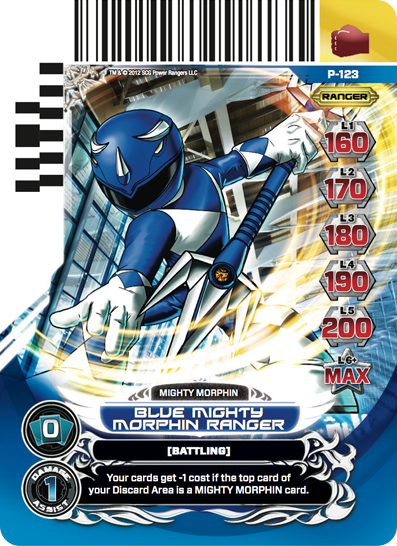 TM & © 2012 SCG Power Rangers LLC
P-123
RANGER
L1
160
L2
170
L3
180
L4
190
L5
200
L6+
MAX
MIGHTY MORPHIN
BLUE MIGHTY
MORPHIN RANGER
0
[BATTLING]
DAMAGE
1
ASSIST
Your cards get -1 cost if the top card of
your Discard Area is a MIGHTY MORPHIN card.